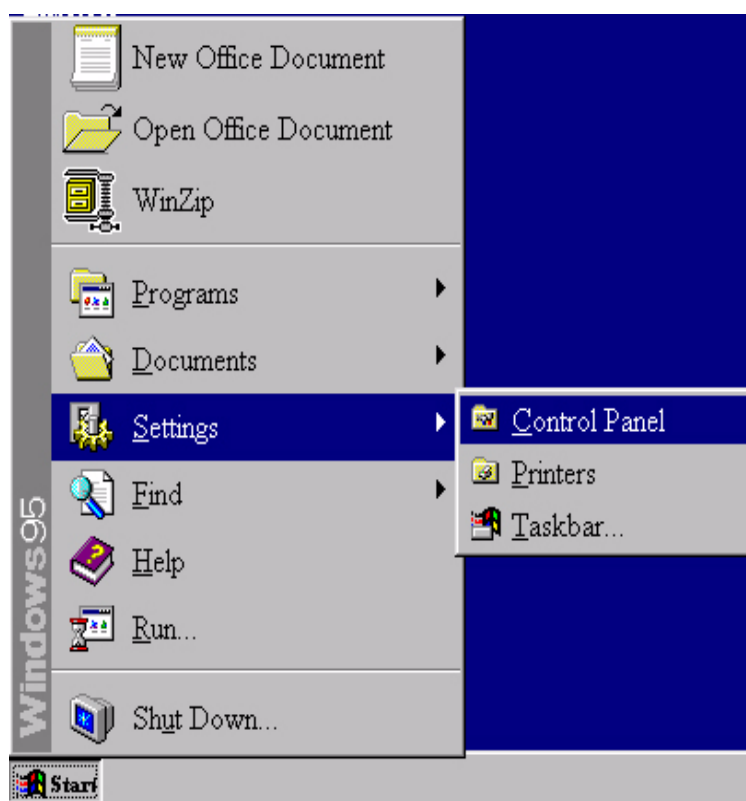 New Office Document
Open Office Document
WinZip
Programs
Documents
Settings
Find
Help
Run...
Shut Down...
Control Panel
Printers
Taskbar...
Windows95
Start